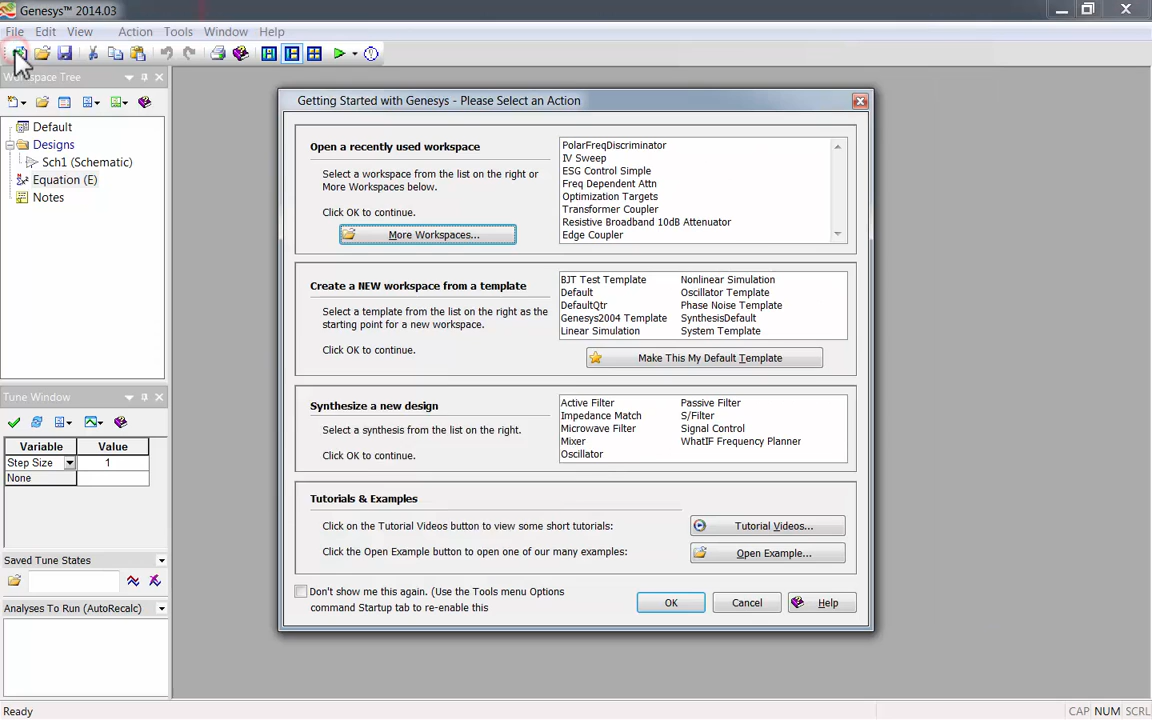 Genesys™ 2014.03
File Edit View Action Tools Window Help
Workspace Tree
Default
Designs
Sch1 (Schematic)
Equation (E)
Notes
Tune Window
Variable Value
Step Size 1
None
Saved Tune States
Analyses To Run (AutoRecalc)
Getting Started with Genesys - Please Select an Action
Open a recently used workspace
Select a workspace from the list on the right or
More Workspaces below.
Click OK to continue.
More Workspaces...
PolarFreqDiscriminator
IV Sweep
ESG Control Simple
Freq Dependent Attn
Optimization Targets
Transformer Coupler
Resistive Broadband 10dB Attenuator
Edge Coupler
Create a NEW workspace from a template
Select a template from the list on the right as the
starting point for a new workspace.
Click OK to continue.
BJT Test Template Nonlinear Simulation
Default Oscillator Template
DefaultQtr Phase Noise Template
Genesys2004 Template SynthesisDefault
Linear Simulation System Template
Make This My Default Template
Synthesize a new design
Select a synthesis from the list on the right.
Click OK to continue.
Active Filter Passive Filter
Impedance Match S/Filter
Microwave Filter Signal Control
Mixer WhatIF Frequency Planner
Oscillator
Tutorials & Examples
Click on the Tutorial Videos button to view some short tutorials:
Tutorial Videos...
Click the Open Example button to open one of our many examples:
Open Example...
Don't show me this again. (Use the Tools menu Options
command Startup tab to re-enable this
OK Cancel Help
Ready CAP NUM SCRL